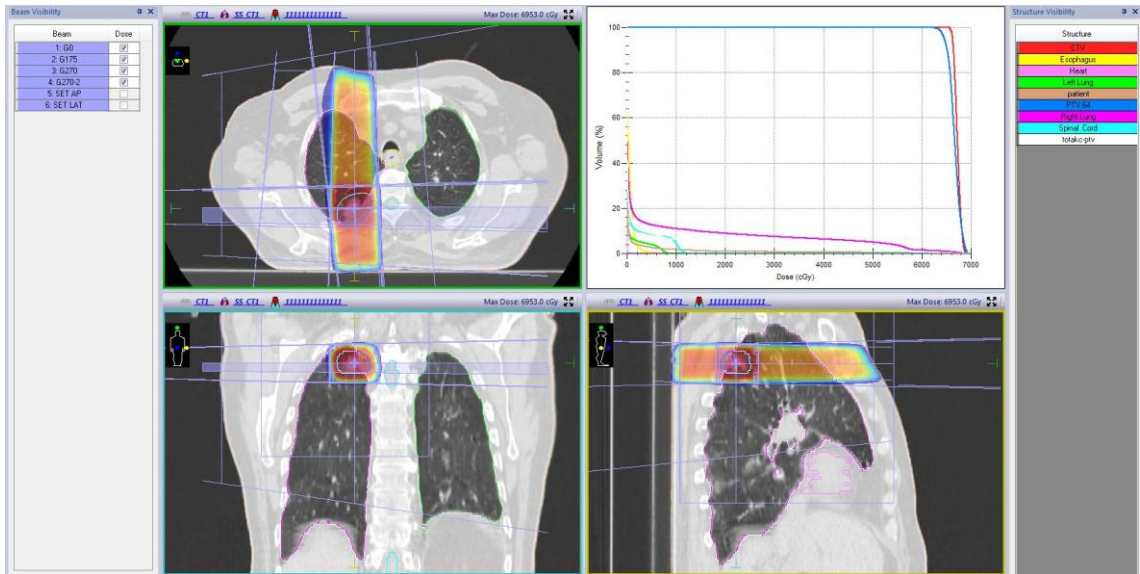 Beam Visibility
Beam Dose
1: G0
2: G175
3: G270
4: G270-2
5: SET AP
6: SET LAT
CT1 SS CT1 1111111111111 Max Dose: 6953.0 cGy
Volume (%)
100
80
60
40
20
0
0 1000 2000 3000 4000 5000 6000 7000
Dose (cGy)
Structure Visibility
Structure
CTV
Esophagus
Heart
Left Lung
patient
PTV 64
Right Lung
Spinal Cord
totakc-ptv
CT1 SS CT1 1111111111111 Max Dose: 6953.0 cGy
CT1 SS CT1 1111111111111 Max Dose: 6953.0 cGy